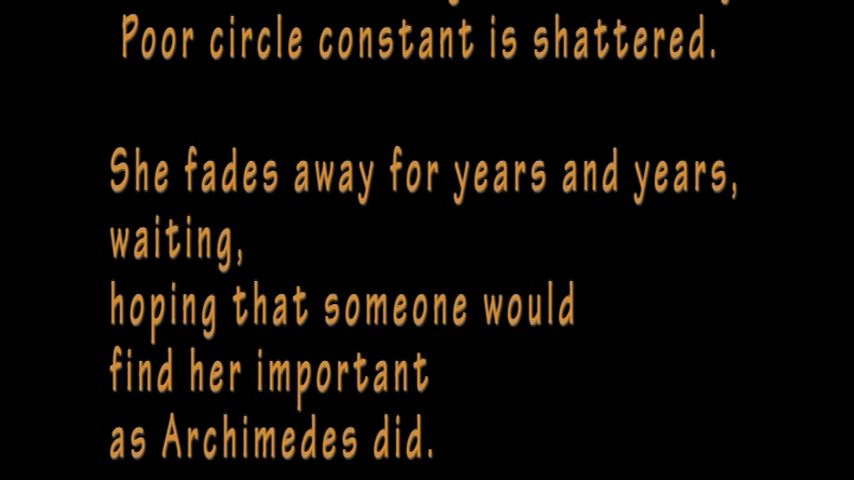 Poor circle constant is shattered.
She fades away for years and years,
waiting,
hoping that someone would
find her important
as Archimedes did.